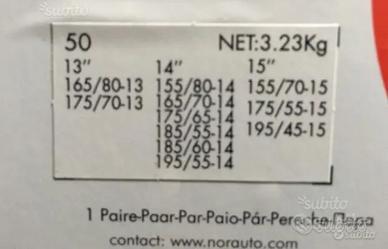 50 NET:3.23Kg
13" 14" 15"
165/80-13 155/80-14 155/70-15
175/70-13 165/70-14 175/55-15
175/65-14 195/45-15
185/55-14
185/60-14
195/55-14
1 Paire-Paar-Par-Paio-Pár-Pereche-Пара
contact: www.norauto.com
subito
subito
subito
subito